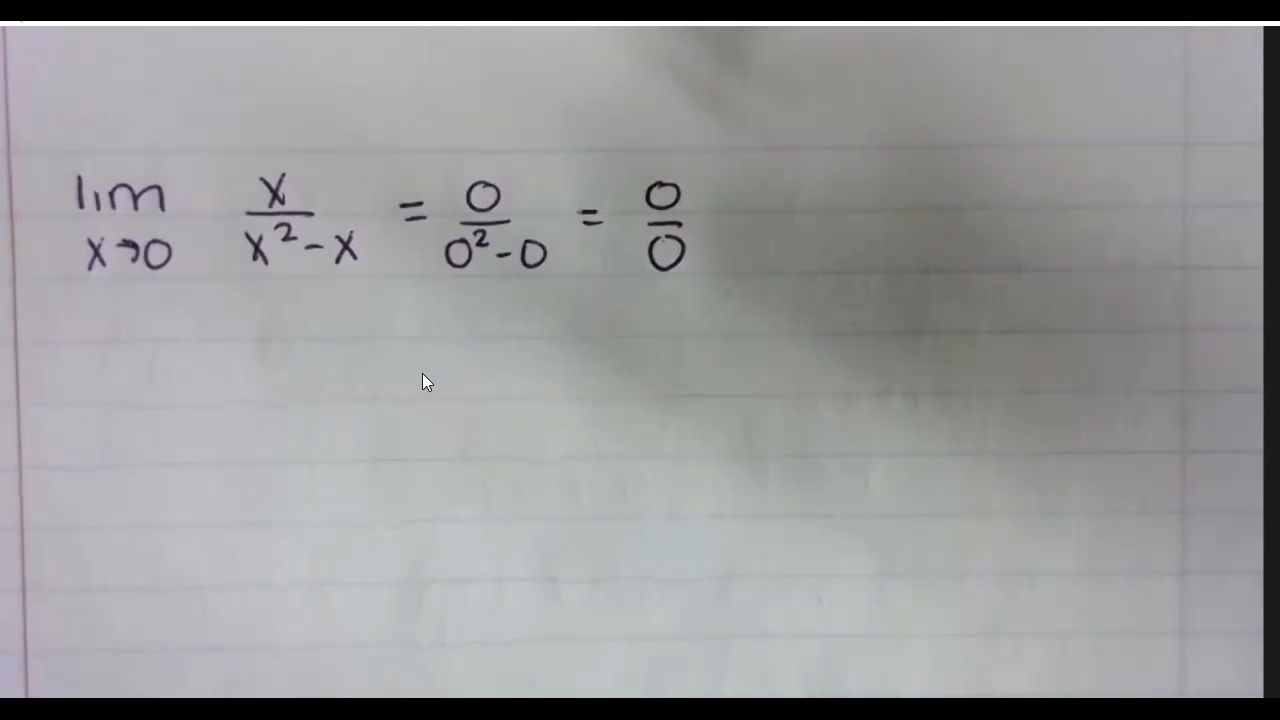 lim x→0 x/(x²-x) = 0/(0²-0) = 0/0